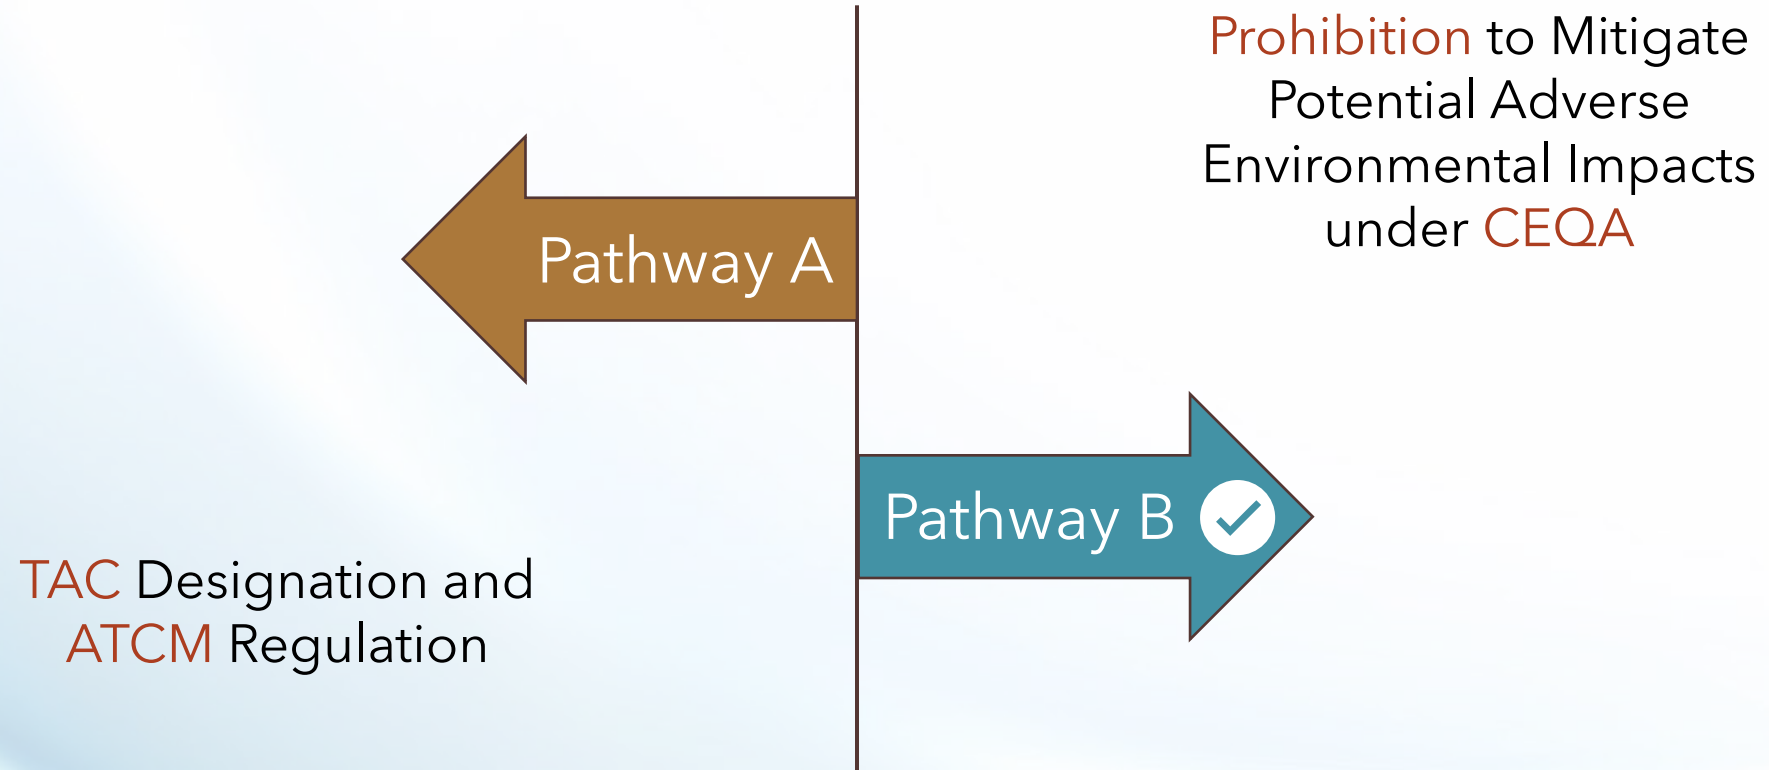 Pathway A
TAC Designation and
ATCM Regulation
Prohibition to Mitigate
Potential Adverse
Environmental Impacts
under CEQA
Pathway B